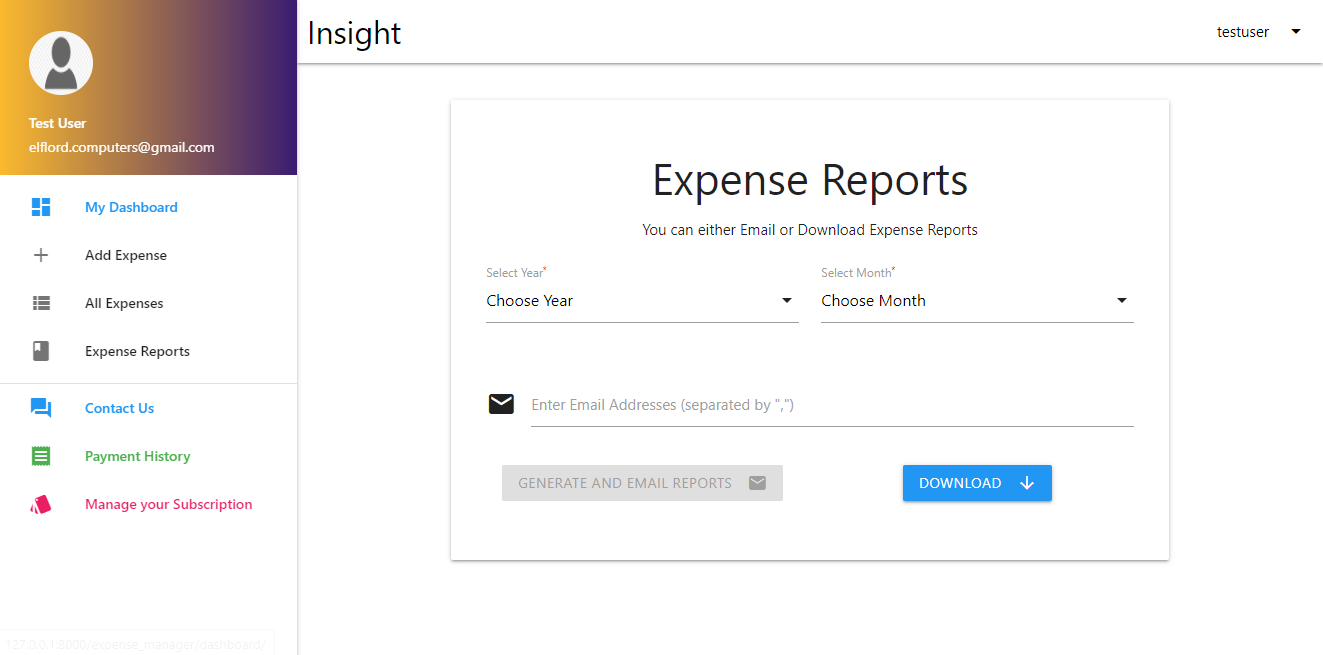 Insight
testuser
Test User
elflord.computers@gmail.com
My Dashboard
Add Expense
All Expenses
Expense Reports
Contact Us
Payment History
Manage your Subscription
Expense Reports
You can either Email or Download Expense Reports
Select Year*
Select Month*
Choose Year
Choose Month
Enter Email Addresses (separated by ",")
GENERATE AND EMAIL REPORTS
DOWNLOAD
127.0.0.1:8000/expense_manager/dashboard/